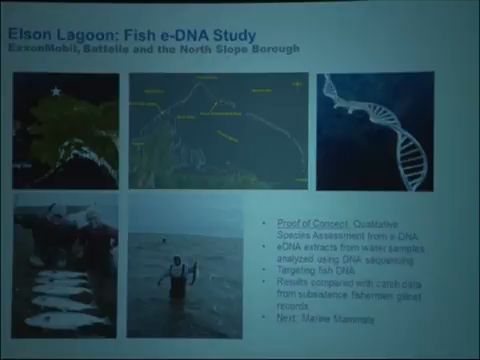 Elson Lagoon: Fish e-DNA Study
ExxonMobil, Battelle and the North Slope Borough
• Proof of Concept: Qualitative
Species Assessment from e-DNA
• eDNA extracts from water samples
analyzed using DNA sequencing
• Targeting fish DNA
• Results compared with catch data
from subsistence fishermen gillnet
records
• Next: Marine Mammals